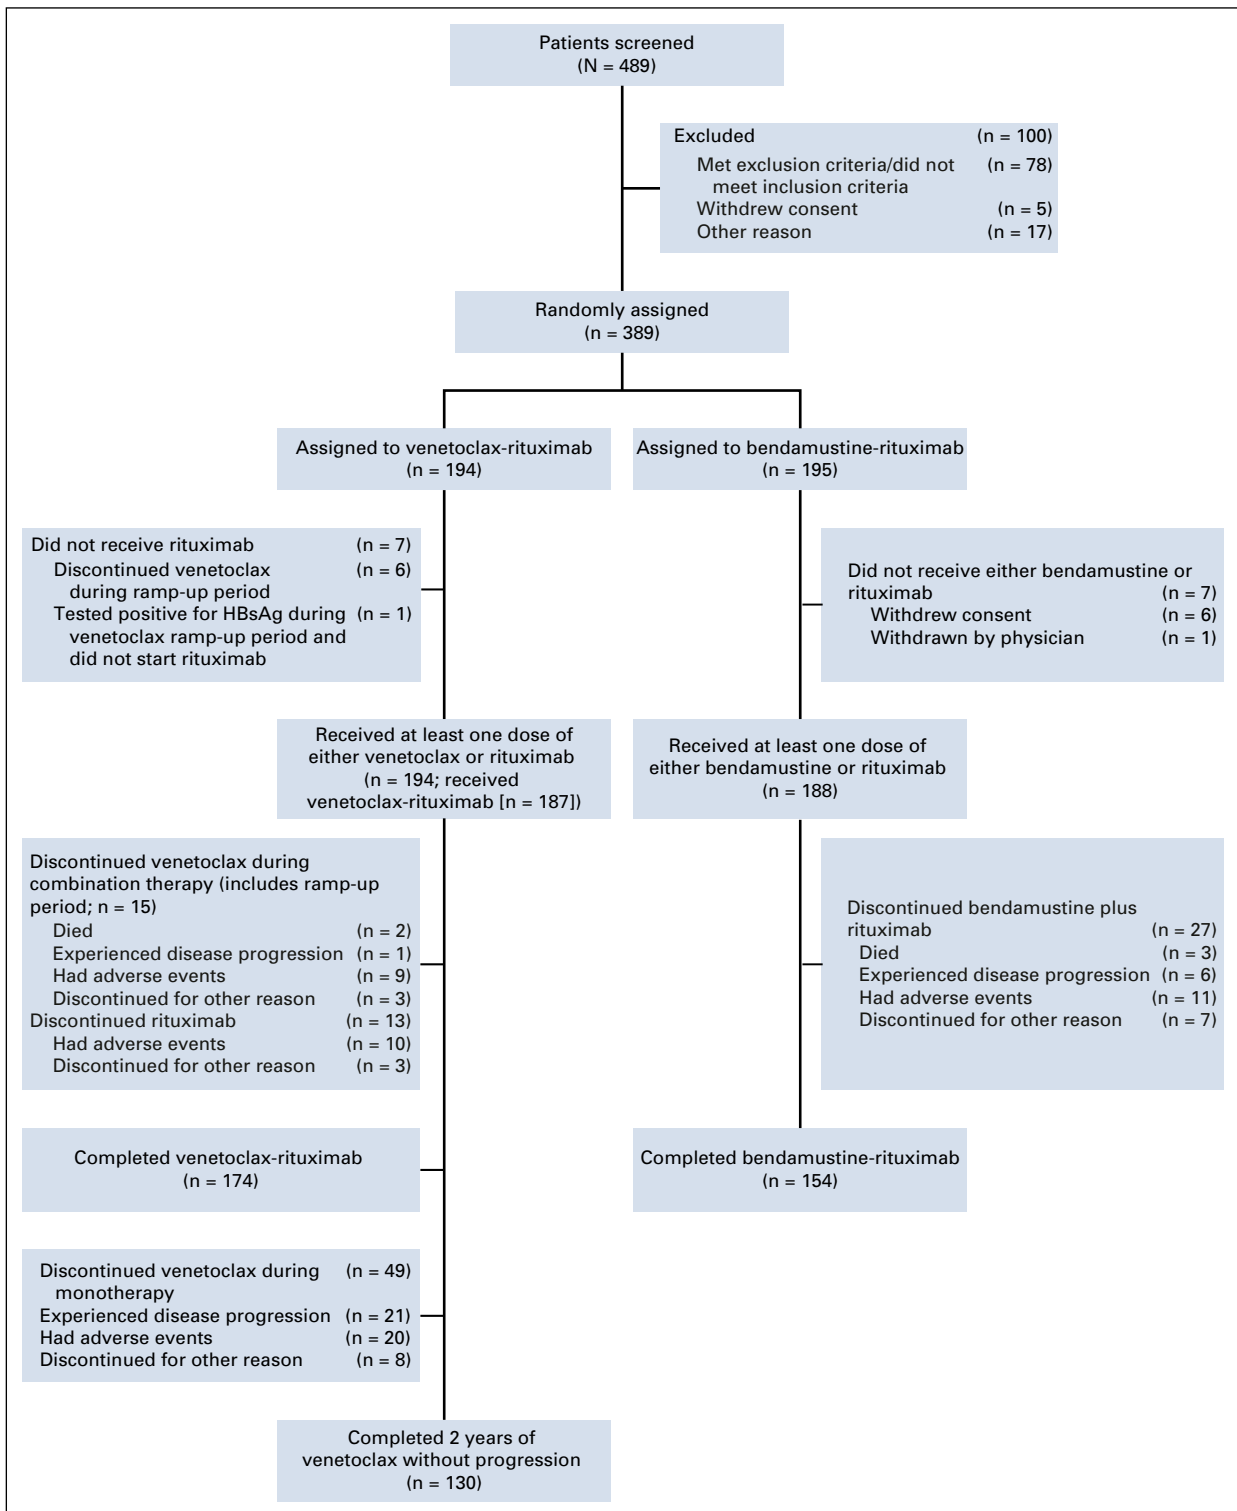 Patients screened
(N = 489)
Excluded (n = 100)
Met exclusion criteria/did not (n = 78)
meet inclusion criteria
Withdrew consent (n = 5)
Other reason (n = 17)
Randomly assigned
(n = 389)
Assigned to venetoclax-rituximab
(n = 194)
Assigned to bendamustine-rituximab
(n = 195)
Did not receive rituximab (n = 7)
Discontinued venetoclax (n = 6)
during ramp-up period
Tested positive for HBsAg during (n = 1)
venetoclax ramp-up period and
did not start rituximab
Did not receive either bendamustine or
rituximab (n = 7)
Withdrew consent (n = 6)
Withdrawn by physician (n = 1)
Received at least one dose of
either venetoclax or rituximab
(n = 194; received
venetoclax-rituximab [n = 187])
Received at least one dose of
either bendamustine or rituximab
(n = 188)
Discontinued venetoclax during
combination therapy (includes ramp-up
period; n = 15)
Died (n = 2)
Experienced disease progression (n = 1)
Had adverse events (n = 9)
Discontinued for other reason (n = 3)
Discontinued rituximab (n = 13)
Had adverse events (n = 10)
Discontinued for other reason (n = 3)
Discontinued bendamustine plus
rituximab (n = 27)
Died (n = 3)
Experienced disease progression (n = 6)
Had adverse events (n = 11)
Discontinued for other reason (n = 7)
Completed venetoclax-rituximab
(n = 174)
Completed bendamustine-rituximab
(n = 154)
Discontinued venetoclax during (n = 49)
monotherapy
Experienced disease progression (n = 21)
Had adverse events (n = 20)
Discontinued for other reason (n = 8)
Completed 2 years of
venetoclax without progression
(n = 130)